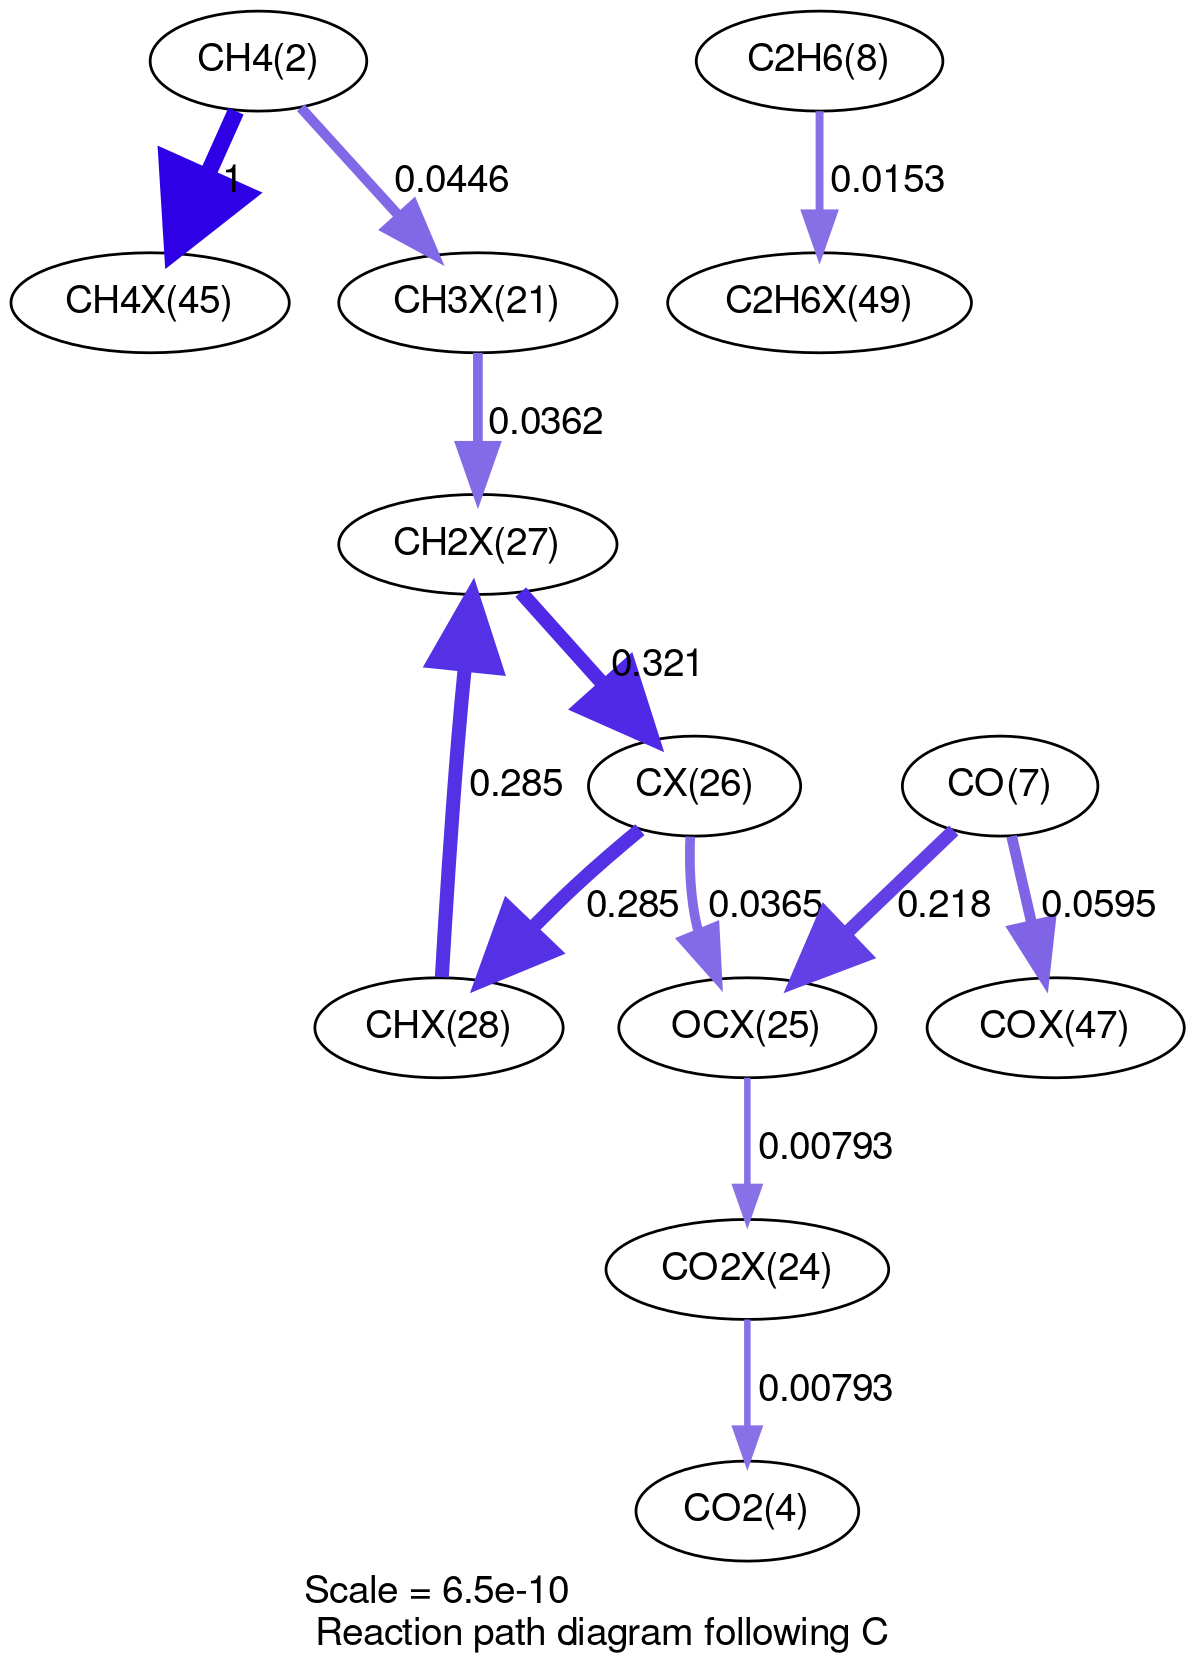 CH4(2)
C2H6(8)
1
0.0446
0.0153
CH4X(45)
CH3X(21)
C2H6X(49)
0.0362
CH2X(27)
0.321
0.285
CX(26)
CO(7)
0.285
0.0365
0.218
0.0595
CHX(28)
OCX(25)
COX(47)
0.00793
CO2X(24)
0.00793
CO2(4)
Scale = 6.5e-10
Reaction path diagram following C